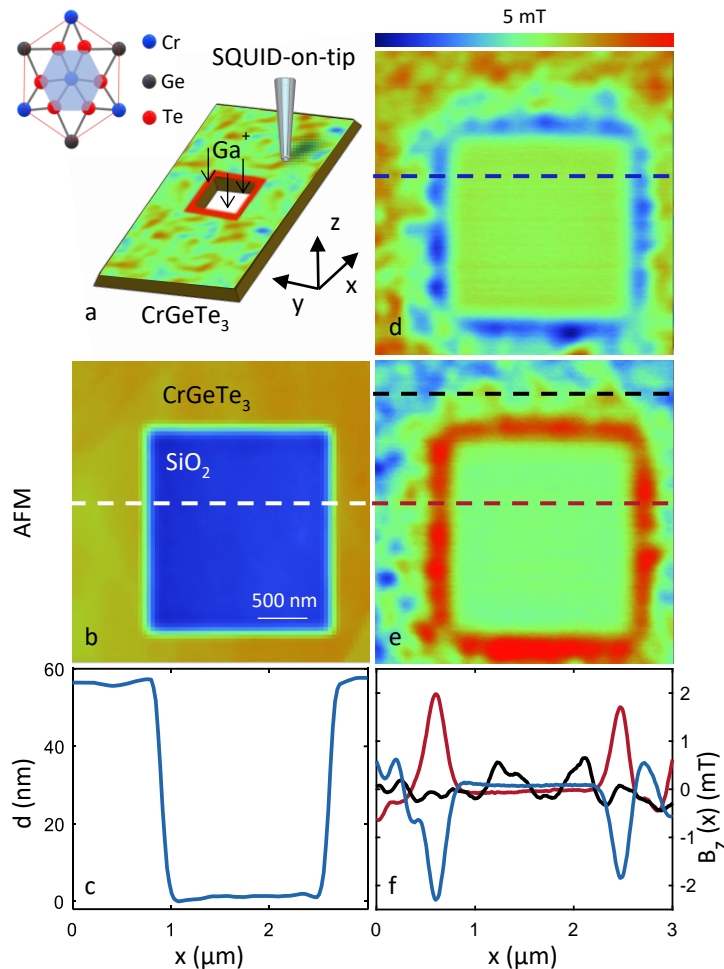 Cr
Ge
Te
SQUID-on-tip
Ga+
z
y
x
a
CrGeTe3
5 mT
d
AFM
CrGeTe3
SiO2
500 nm
b
e
d (nm)
60
40
20
0
c
0
1
2
x (µm)
f
2
1
0
-1
-2
Bz (x) (mT)
0
1
2
3
x (µm)